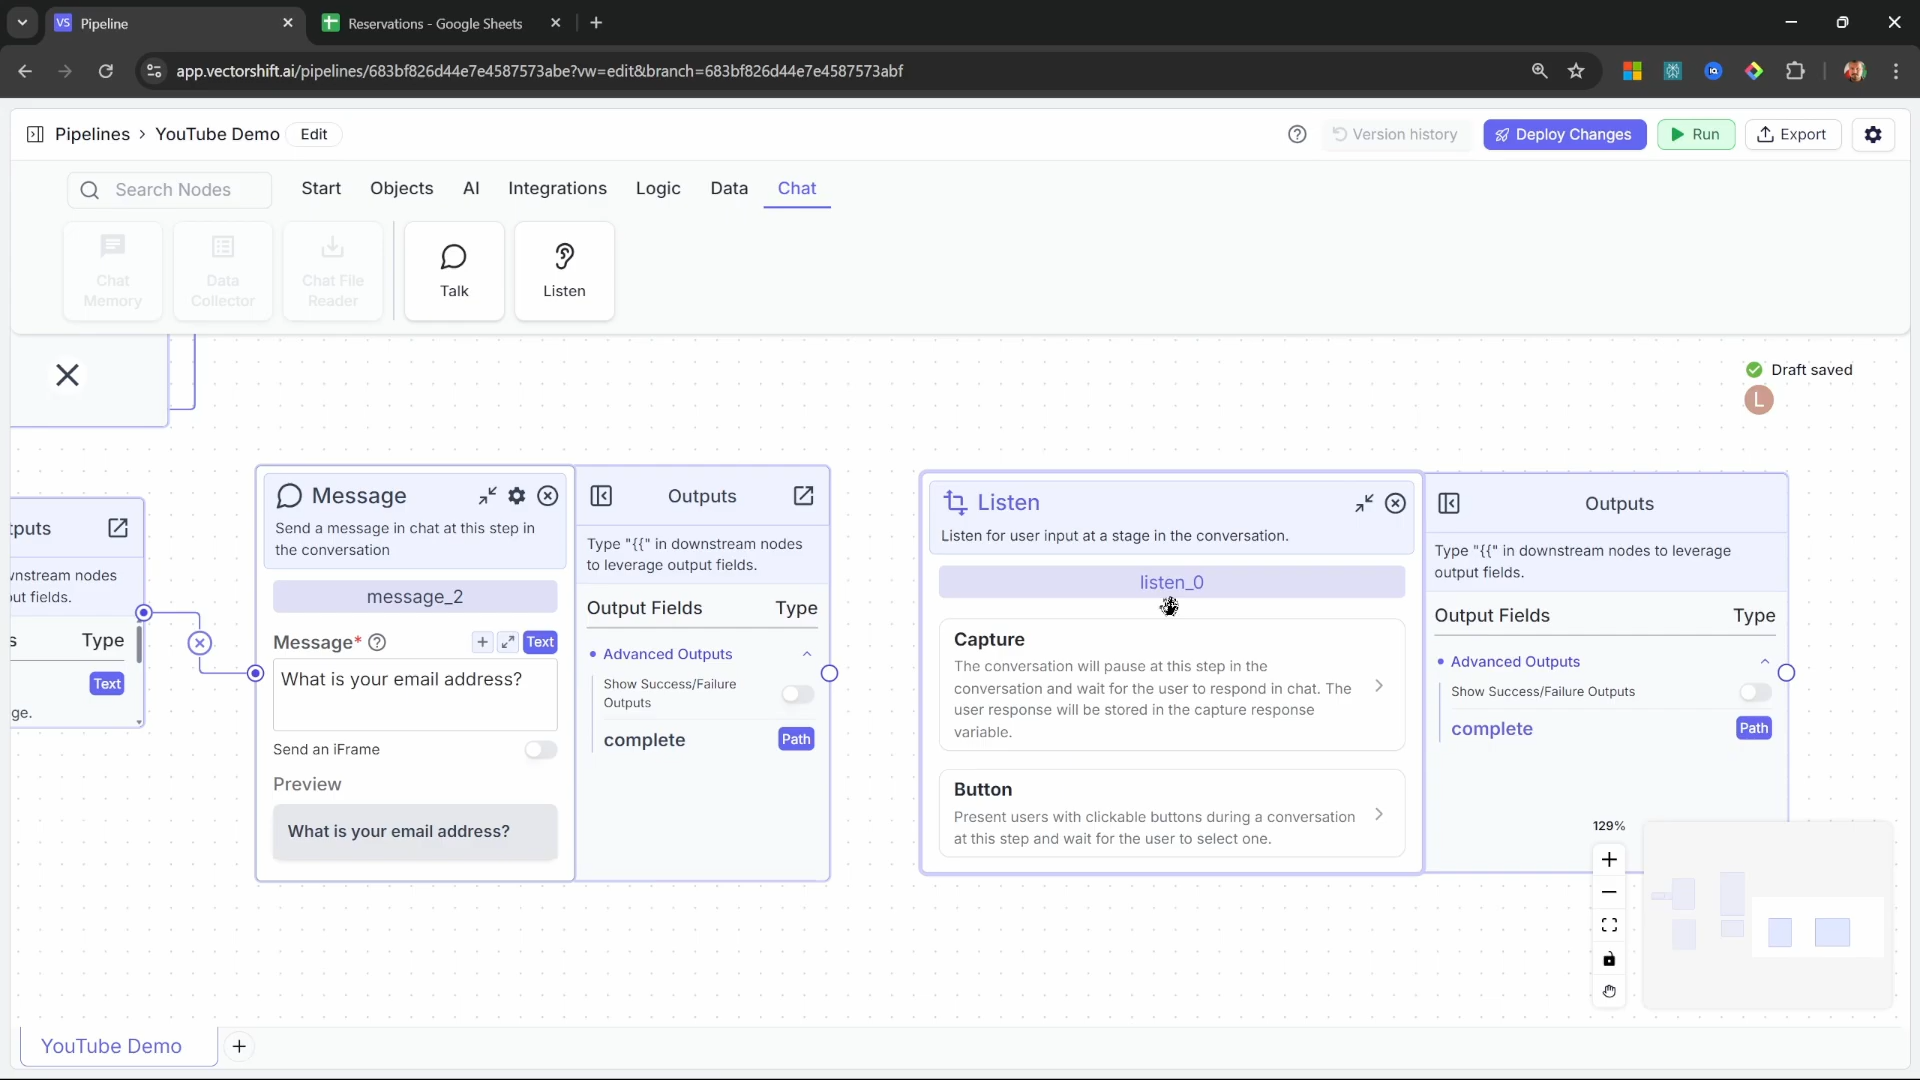 VS Pipeline
Reservations - Google Sheets
app.vectorshift.ai/pipelines/683bf826d44e7e4587573abe?vw=edit&branch=683bf826d44e7e4587573abf
Pipelines > YouTube Demo Edit
Version history
Deploy Changes
Run
Export
Search Nodes
Start
Objects
AI
Integrations
Logic
Data
Chat
Chat
Memory
Data
Collector
Chat File
Reader
Talk
Listen
Draft saved
L
tputs
vnstream nodes
out fields.
s
Type
Text
ge.
Message
Send a message in chat at this step in
the conversation
message_2
Message*
Text
What is your email address?
Send an iFrame
Preview
What is your email address?
Outputs
Type "{{" in downstream nodes
to leverage output fields.
Output Fields Type
Advanced Outputs
Show Success/Failure
Outputs
complete Path
Listen
Listen for user input at a stage in the conversation.
listen_0
Capture
The conversation will pause at this step in the
conversation and wait for the user to respond in chat. The
user response will be stored in the capture response
variable.
Button
Present users with clickable buttons during a conversation
at this step and wait for the user to select one.
Outputs
Type "{{" in downstream nodes to leverage
output fields.
Output Fields Type
Advanced Outputs
Show Success/Failure Outputs
complete Path
129%
YouTube Demo